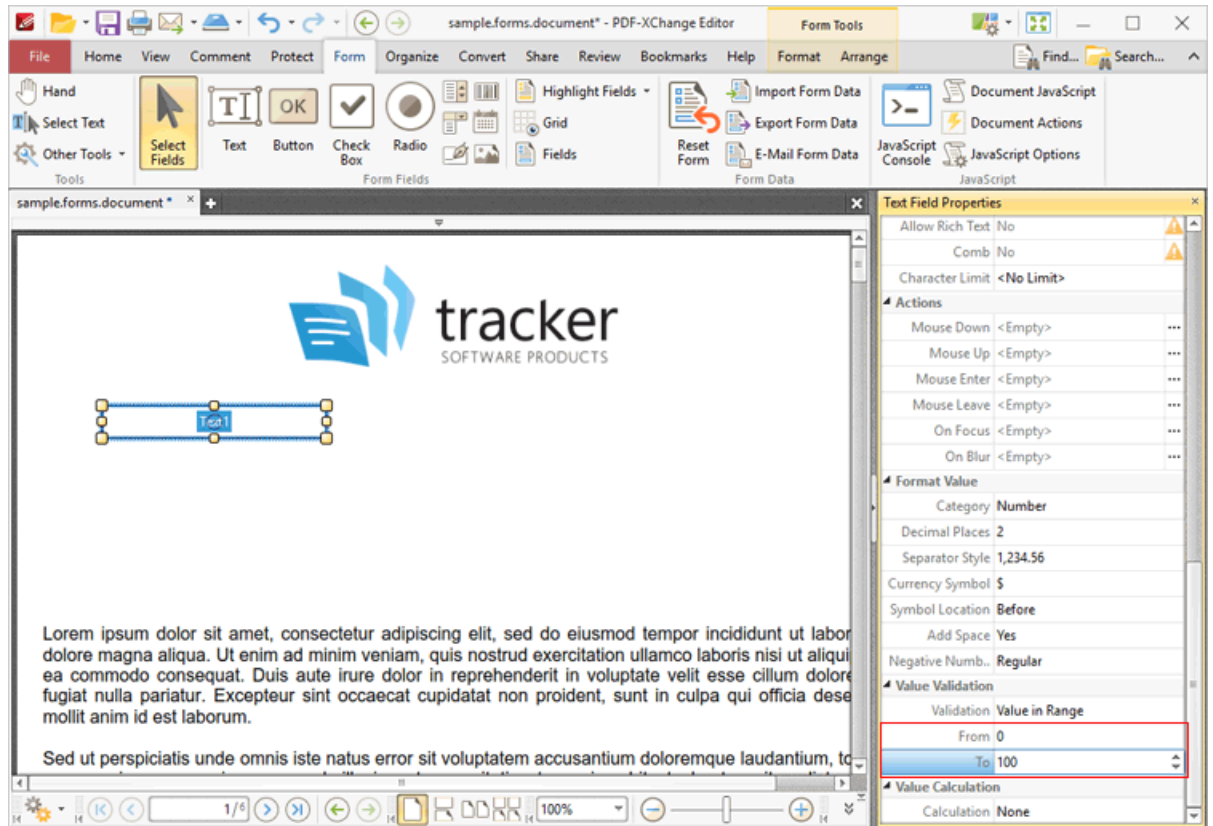 sample.forms.document* - PDF-XChange Editor
Form Tools
File Home View Comment Protect Form Organize Convert Share Review Bookmarks Help Format Arrange Find... Search...
Hand
Select Text
Other Tools
Tools
Select Fields
Text
Button
OK
Check Box
Radio
Highlight Fields
Grid
Fields
Form Fields
Reset Form
Import Form Data
Export Form Data
E-Mail Form Data
Form Data
JavaScript Console
Document JavaScript
Document Actions
JavaScript Options
JavaScript
sample.forms.document *
tracker
SOFTWARE PRODUCTS
Text1
Lorem ipsum dolor sit amet, consectetur adipiscing elit, sed do eiusmod tempor incididunt ut labor
dolore magna aliqua. Ut enim ad minim veniam, quis nostrud exercitation ullamco laboris nisi ut aliqui
ea commodo consequat. Duis aute irure dolor in reprehenderit in voluptate velit esse cillum dolore
fugiat nulla pariatur. Excepteur sint occaecat cupidatat non proident, sunt in culpa qui officia dese
mollit anim id est laborum.
Sed ut perspiciatis unde omnis iste natus error sit voluptatem accusantium doloremque laudantium, to
1/6
100%
Text Field Properties
Allow Rich Text No
Comb No
Character Limit <No Limit>
Actions
Mouse Down <Empty>
Mouse Up <Empty>
Mouse Enter <Empty>
Mouse Leave <Empty>
On Focus <Empty>
On Blur <Empty>
Format Value
Category Number
Decimal Places 2
Separator Style 1,234.56
Currency Symbol $
Symbol Location Before
Add Space Yes
Negative Numb.. Regular
Value Validation
Validation Value in Range
From 0
To 100
Value Calculation
Calculation None